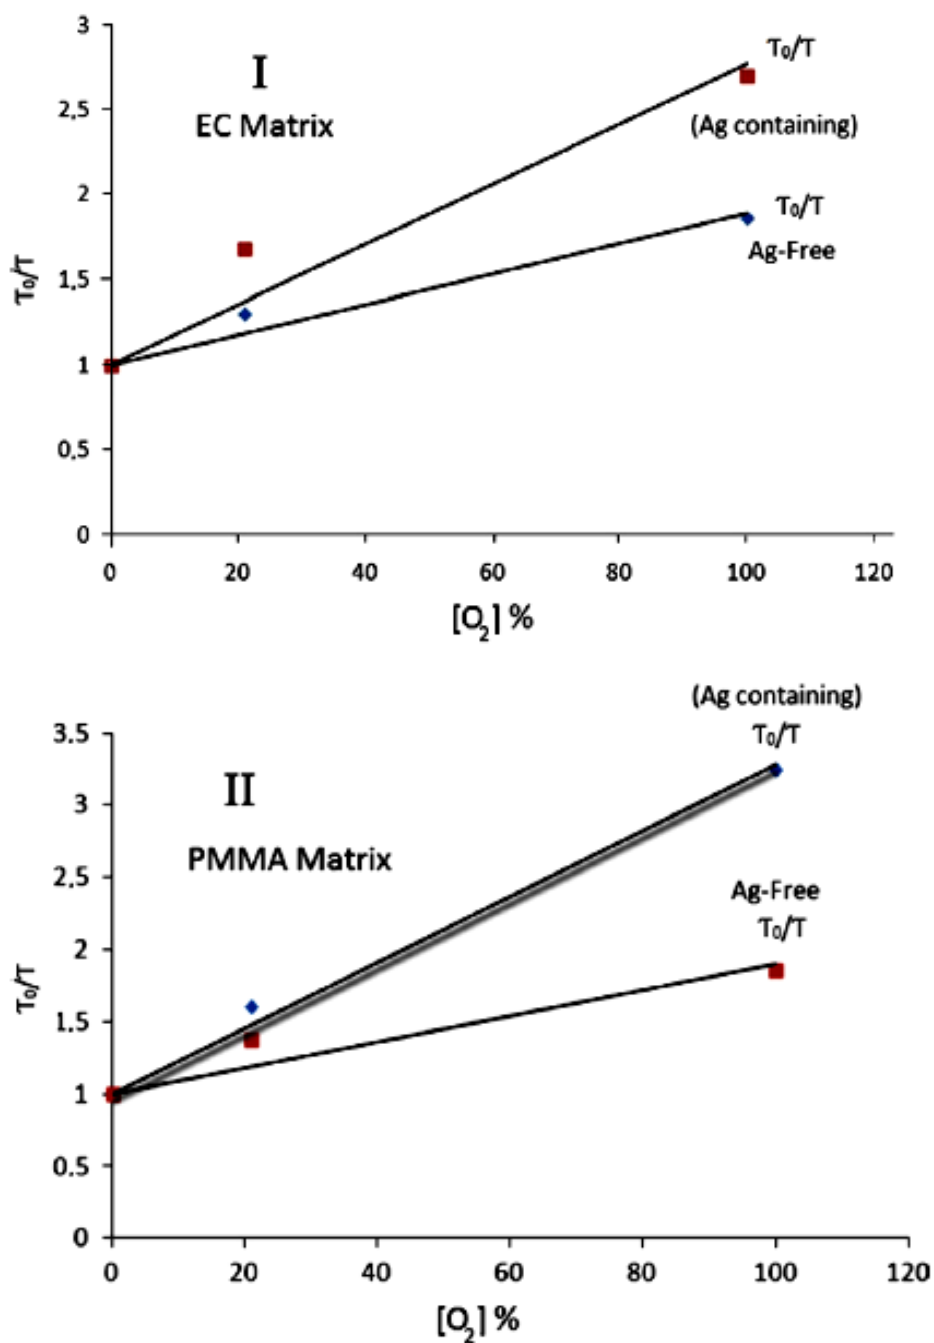 3
I
τ₀/τ
EC Matrix
2,5
(Ag containing)
2
τ₀/τ
Ag-Free
1,5
τ₀/τ
1
0,5
0
0 20 40 60 80 100 120
[O₂] %
(Ag containing)
τ₀/τ
3.5
II
3
PMMA Matrix
2.5
Ag-Free
τ₀/τ
2
τ₀/τ
1.5
1
0.5
0
0 20 40 60 80 100 120
[O₂] %